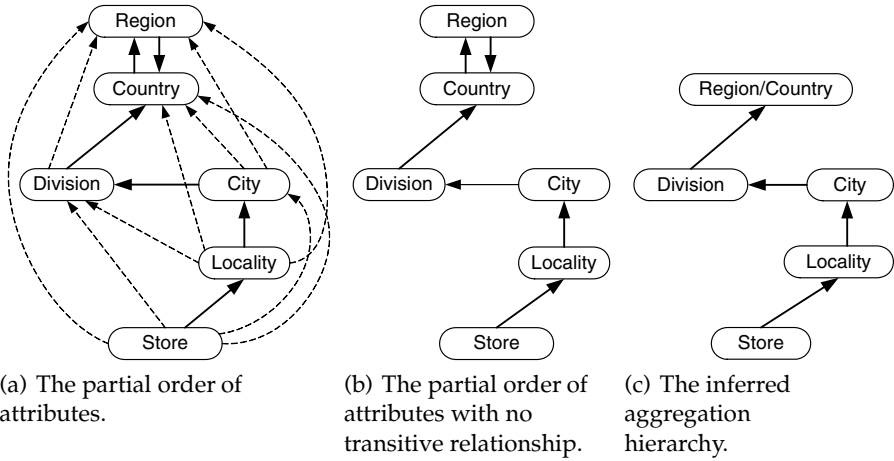 Region
Country
Division
City
Locality
Store
(a) The partial order of
attributes.
Region
Country
Division
City
Locality
Store
(b) The partial order of
attributes with no
transitive relationship.
Region/Country
Division
City
Locality
Store
(c) The inferred
aggregation
hierarchy.